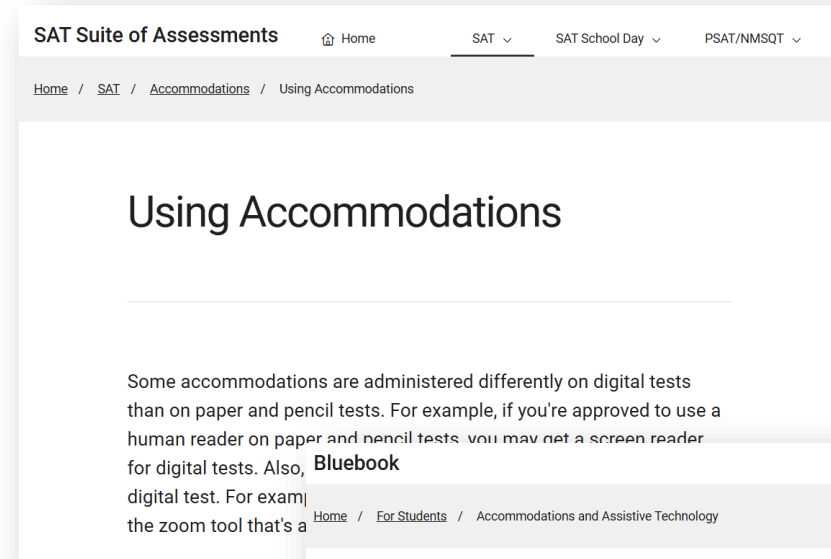 SAT Suite of Assessments Home SAT SAT School Day PSAT/NMSQT
Home / SAT / Accommodations / Using Accommodations
Using Accommodations
Some accommodations are administered differently on digital tests
than on paper and pencil tests. For example, if you're approved to use a
human reader on paper and pencil tests, you may get a screen reader
for digital tests. Also,
digital test. For
the zoom tool that's
Bluebook
Home / For Students / Accommodations and Assistive Technology